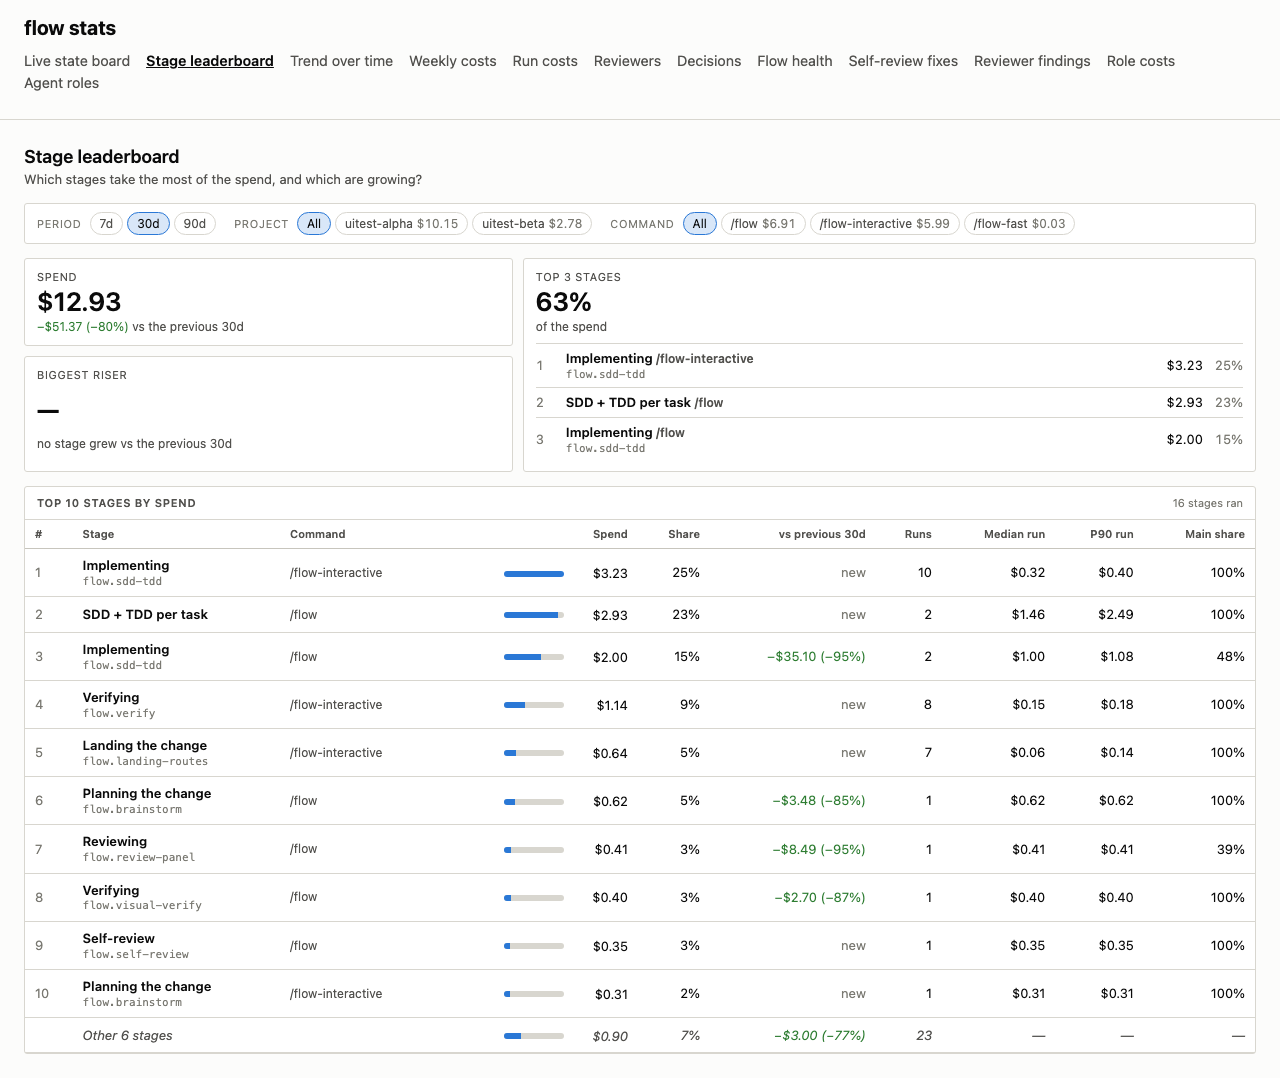 flow stats
Live state board Stage leaderboard Trend over time Weekly costs Run costs Reviewers Decisions Flow health Self-review fixes Reviewer findings Role costs
Agent roles
Stage leaderboard
Which stages take the most of the spend, and which are growing?
PERIOD 7d 30d 90d PROJECT All uitest-alpha $10.15 uitest-beta $2.78 COMMAND All /flow $6.91 /flow-interactive $5.99 /flow-fast $0.03
SPEND
$12.93
−$51.37 (−80%) vs the previous 30d
BIGGEST RISER
—
no stage grew vs the previous 30d
TOP 3 STAGES
63%
of the spend
1 Implementing /flow-interactive $3.23 25%
flow.sdd-tdd
2 SDD + TDD per task /flow $2.93 23%
3 Implementing /flow $2.00 15%
flow.sdd-tdd
TOP 10 STAGES BY SPEND 16 stages ran
# Stage Command Spend Share vs previous 30d Runs Median run P90 run Main share
1 Implementing /flow-interactive $3.23 25% new 10 $0.32 $0.40 100%
flow.sdd-tdd
2 SDD + TDD per task /flow $2.93 23% new 2 $1.46 $2.49 100%
3 Implementing /flow $2.00 15% −$35.10 (−95%) 2 $1.00 $1.08 48%
flow.sdd-tdd
4 Verifying /flow-interactive $1.14 9% new 8 $0.15 $0.18 100%
flow.verify
5 Landing the change /flow-interactive $0.64 5% new 7 $0.06 $0.14 100%
flow.landing-routes
6 Planning the change /flow $0.62 5% −$3.48 (−85%) 1 $0.62 $0.62 100%
flow.brainstorm
7 Reviewing /flow $0.41 3% −$8.49 (−95%) 1 $0.41 $0.41 39%
flow.review-panel
8 Verifying /flow $0.40 3% −$2.70 (−87%) 1 $0.40 $0.40 100%
flow.visual-verify
9 Self-review /flow $0.35 3% new 1 $0.35 $0.35 100%
flow.self-review
10 Planning the change /flow-interactive $0.31 2% new 1 $0.31 $0.31 100%
flow.brainstorm
Other 6 stages $0.90 7% −$3.00 (−77%) 23 — — —